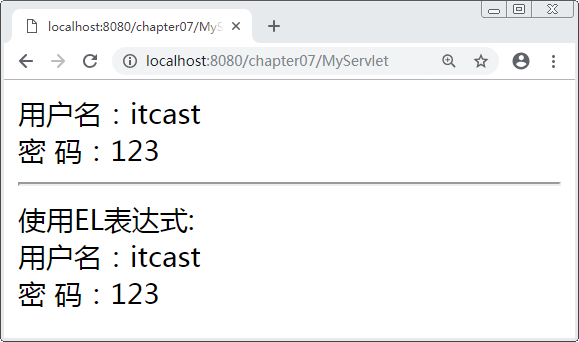 localhost:8080/chapter07/MyS
localhost:8080/chapter07/MyServlet
用户名：itcast
密 码：123
使用EL表达式:
用户名：itcast
密 码：123